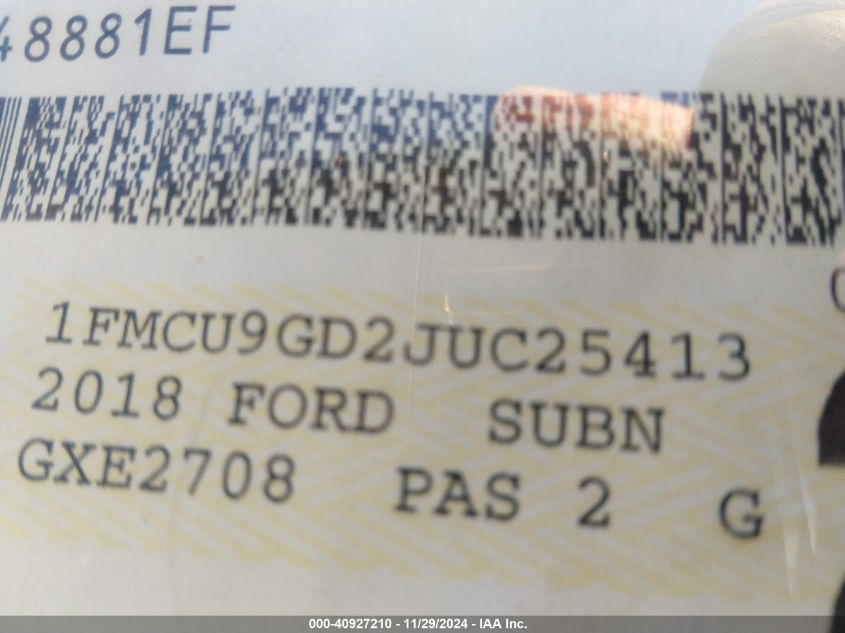 48881EF
1FMCU9GD2JUC25413
2018 FORD SUBN
GXE2708 PAS 2 G
000-40927210 - 11/29/2024 - IAA Inc.